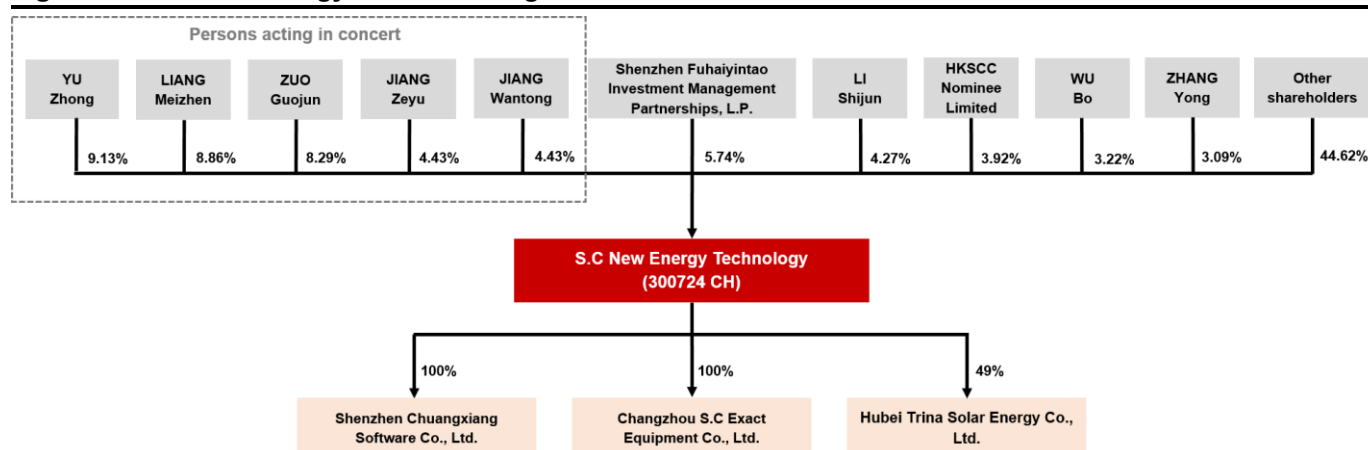 Persons acting in concert
YU
Zhong
LIANG
Meizhen
ZUO
Guojun
JIANG
Zeyu
JIANG
Wantong
Shenzhen Fuhaiyintao
Investment Management
Partnerships, L.P.
LI
Shijun
HKSCC
Nominee
Limited
WU
Bo
ZHANG
Yong
Other
shareholders
9.13%
8.86%
8.29%
4.43%
4.43%
5.74%
4.27%
3.92%
3.22%
3.09%
44.62%
S.C New Energy Technology
(300724 CH)
100%
100%
49%
Shenzhen Chuangxiang
Software Co., Ltd.
Changzhou S.C Exact
Equipment Co., Ltd.
Hubei Trina Solar Energy Co.,
Ltd.